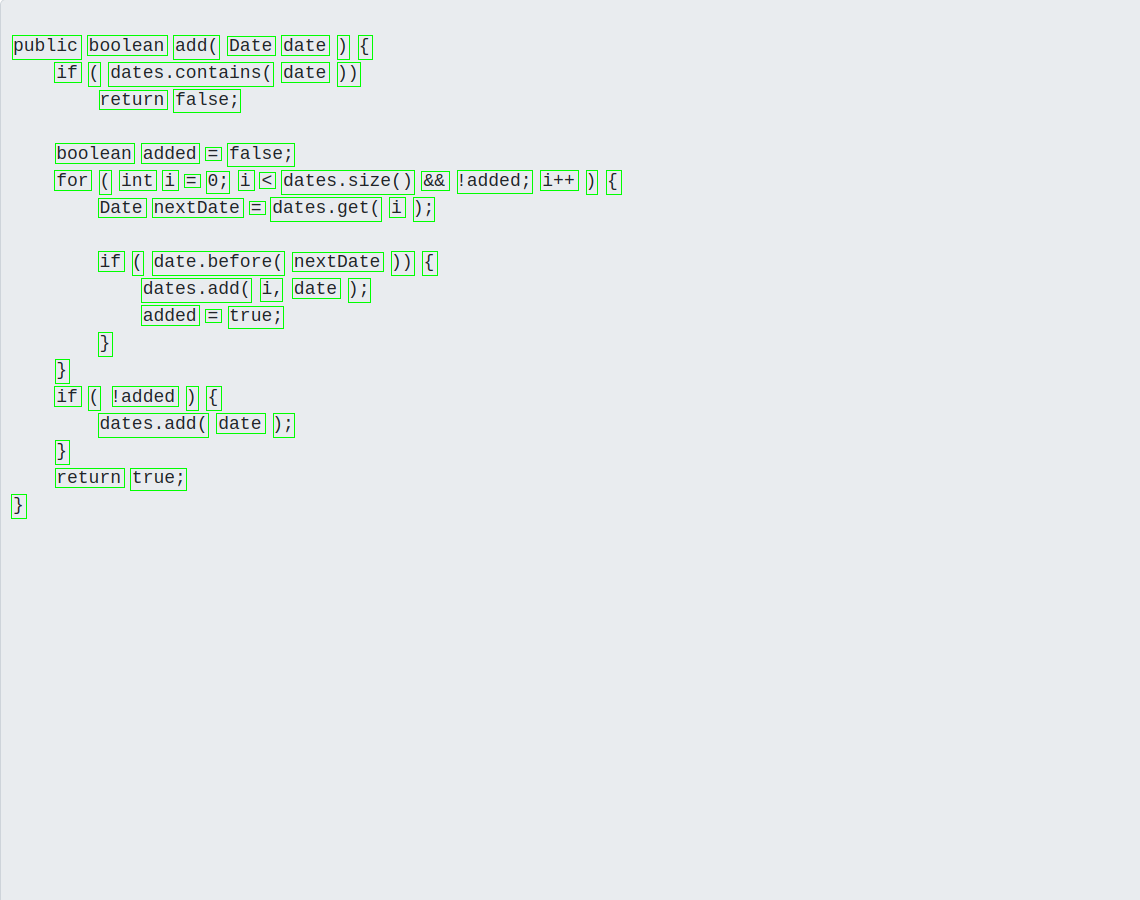 public boolean add( Date date ) {
    if ( dates.contains( date ))
        return false;

    boolean added = false;
    for ( int i = 0; i < dates.size() && !added; i++ ) {
        Date nextDate = dates.get( i );

        if ( date.before( nextDate )) {
            dates.add( i, date );
            added = true;
        }
    }
    if ( !added ) {
        dates.add( date );
    }
    return true;
}